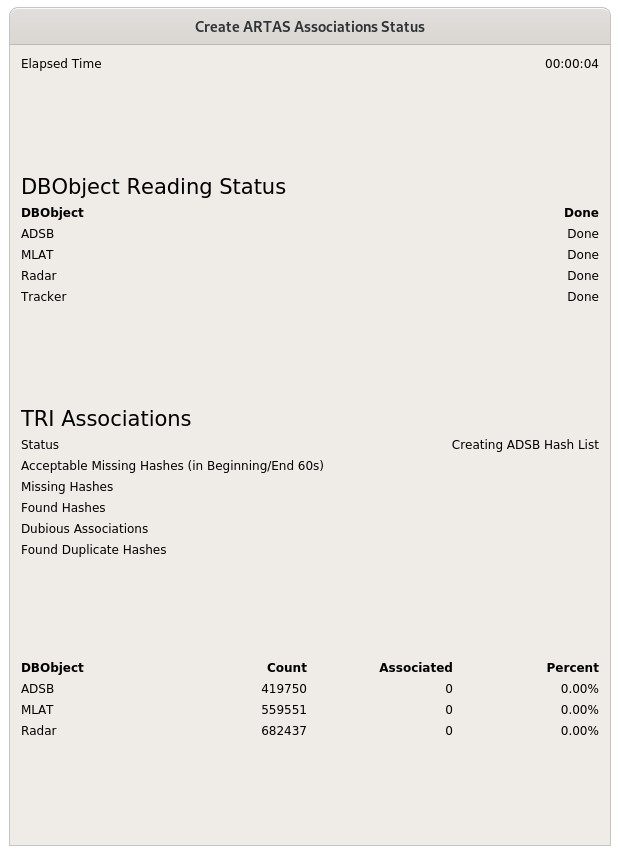 Create ARTAS Associations Status
Elapsed Time 00:00:04
DBObject Reading Status
DBObject Done
ADSB Done
MLAT Done
Radar Done
Tracker Done
TRI Associations
Status Creating ADSB Hash List
Acceptable Missing Hashes (in Beginning/End 60s)
Missing Hashes
Found Hashes
Dubious Associations
Found Duplicate Hashes
DBObject Count Associated Percent
ADSB 419750 0 0.00%
MLAT 559551 0 0.00%
Radar 682437 0 0.00%